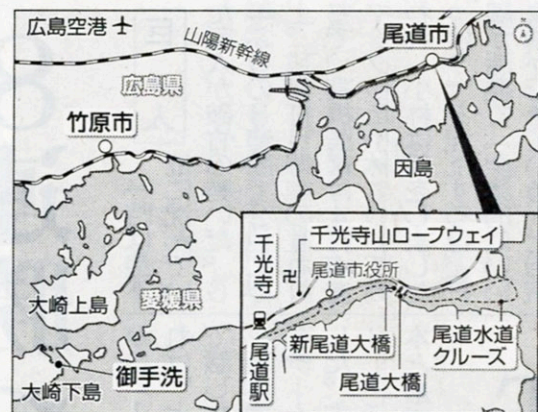 広島空港
山陽新幹線
尾道市
広島県
竹原市
因島
大崎上島
愛媛県
御手洗
大崎下島
千光寺山ロープウェイ
千光寺
卍
尾道市役所
尾道駅
新尾道大橋
尾道大橋
尾道水道
クルーズ